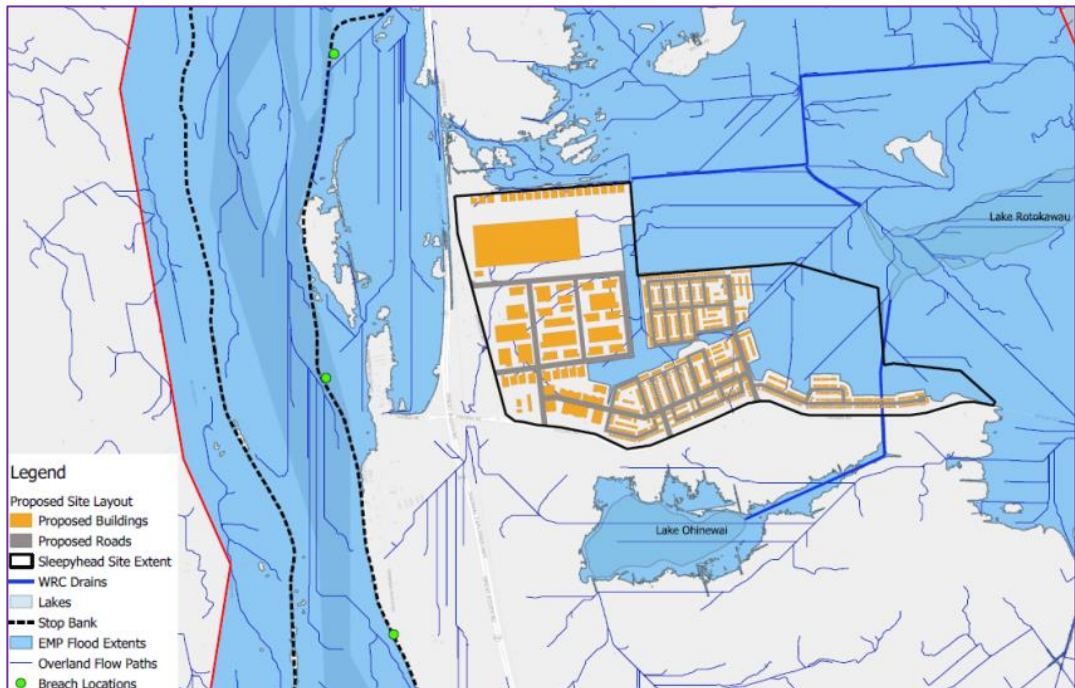 Lake Rotokawau
Lake Ohinewai
Legend
Proposed Site Layout
Proposed Buildings
Proposed Roads
Sleepyhead Site Extent
WRC Drains
Lakes
Stop Bank
EMP Flood Extents
Overland Flow Paths
Breach Locations